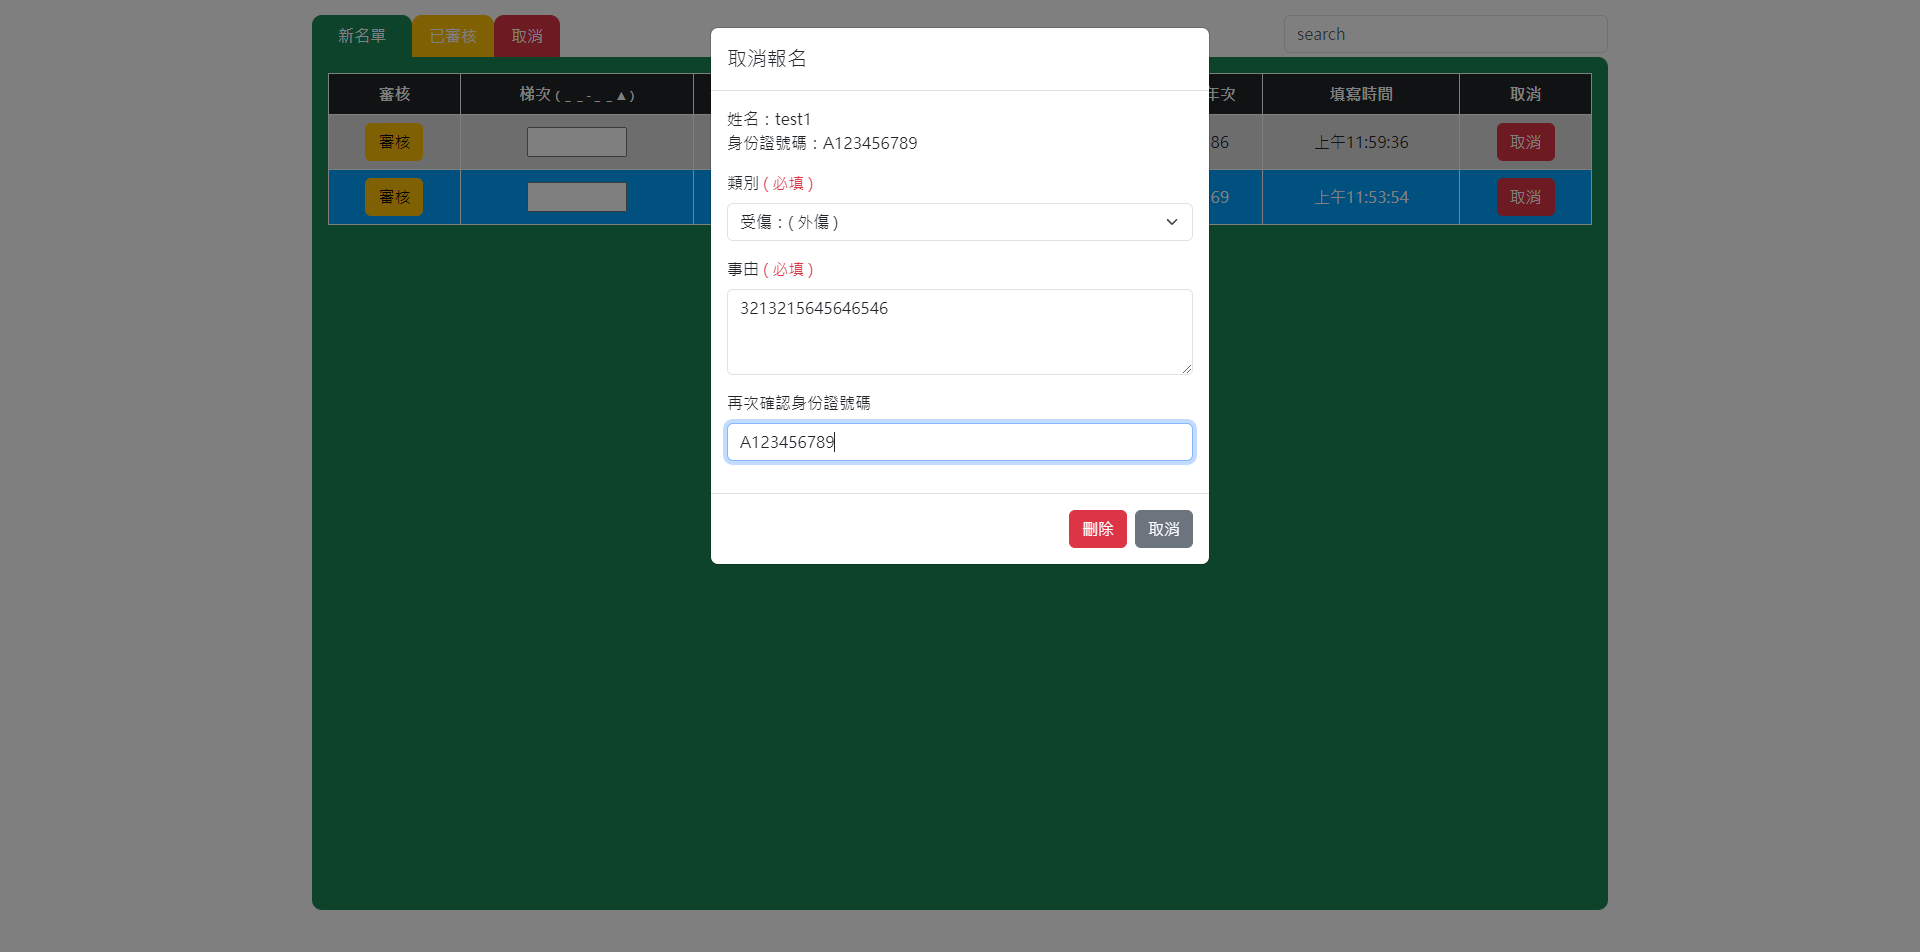 新名單 已審核 取消 search
取消報名
審核 梯次 ( _ _ - _ _ ▲ ) 年次 填寫時間 取消
姓名：test1
審核 86 上午11:59:36 取消
身份證號碼：A123456789
類別 ( 必填 )
審核 69 上午11:53:54 取消
受傷：( 外傷 )
事由 ( 必填 )
3213215645646546
再次確認身份證號碼
A123456789
刪除 取消